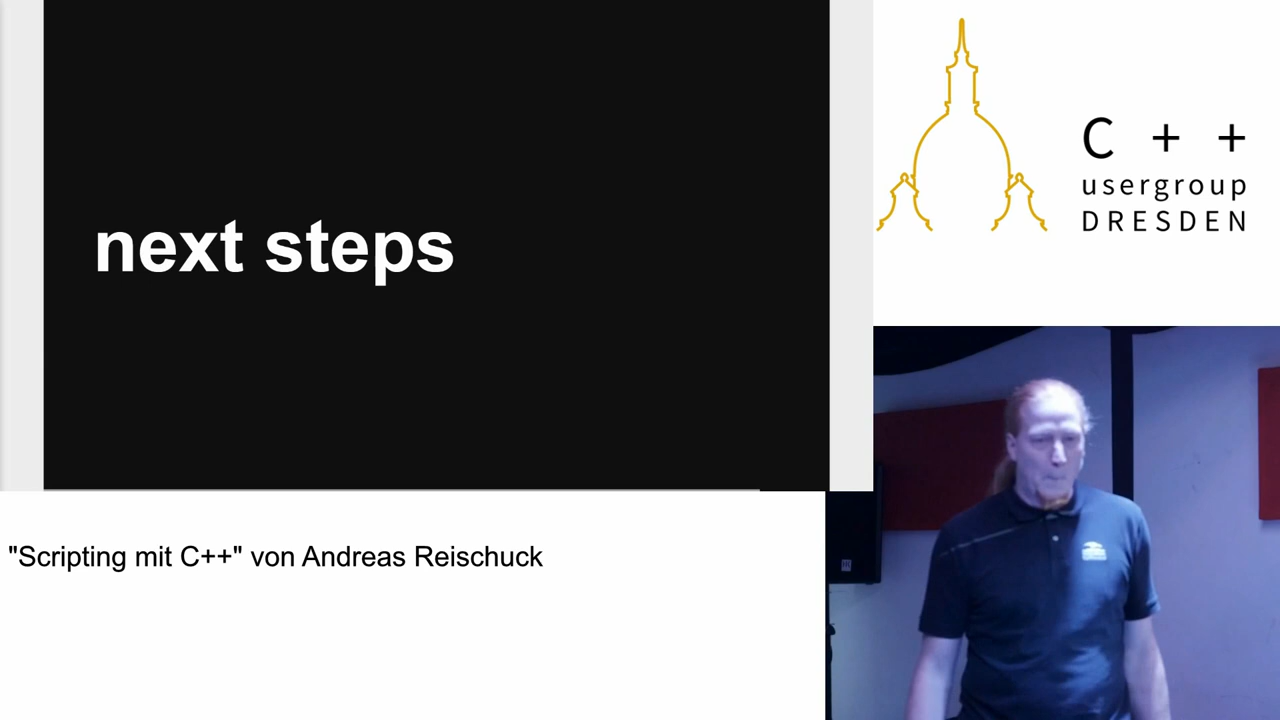 next steps
C + +
usergroup
DRESDEN
"Scripting mit C++" von Andreas Reischuck